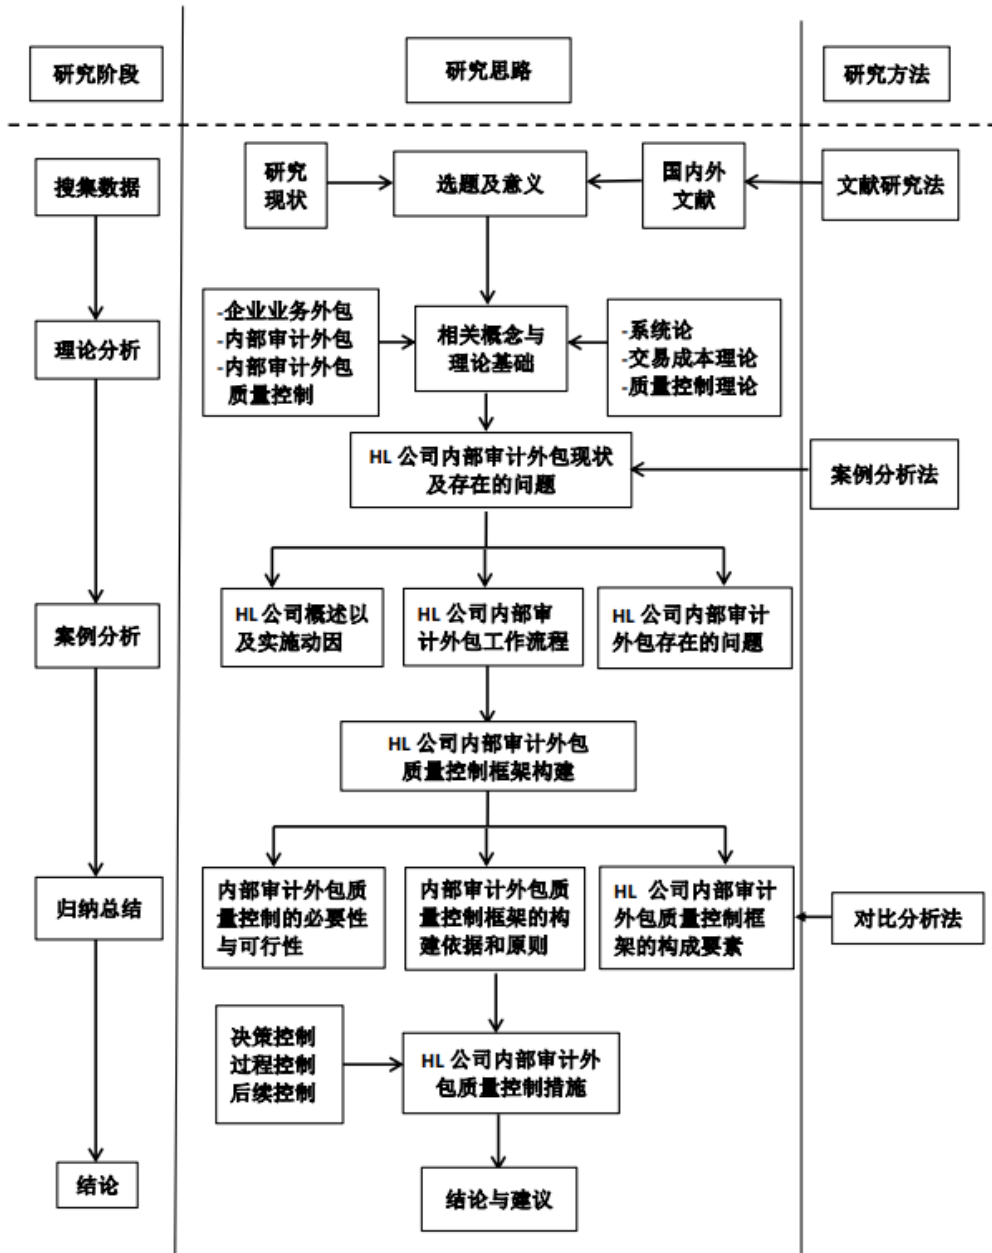 研究阶段
研究思路
研究方法
搜集数据
研究
现状
选题及意义
国内外
文献
文献研究法
理论分析
-企业业务外包
-内部审计外包
-内部审计外包
质量控制
相关概念与
理论基础
-系统论
-交易成本理论
-质量控制理论
HL 公司内部审计外包现状
及存在的问题
案例分析法
案例分析
HL 公司概述以
及实施动因
HL 公司内部审
计外包工作流程
HL 公司内部审计
外包存在的问题
HL 公司内部审计外包
质量控制框架构建
归纳总结
内部审计外包质
量控制的必要性
与可行性
内部审计外包质
量控制框架的构
建依据和原则
HL 公司内部审计
外包质量控制框
架的构成要素
对比分析法
决策控制
过程控制
后续控制
HL 公司内部审计外
包质量控制措施
结论
结论与建议